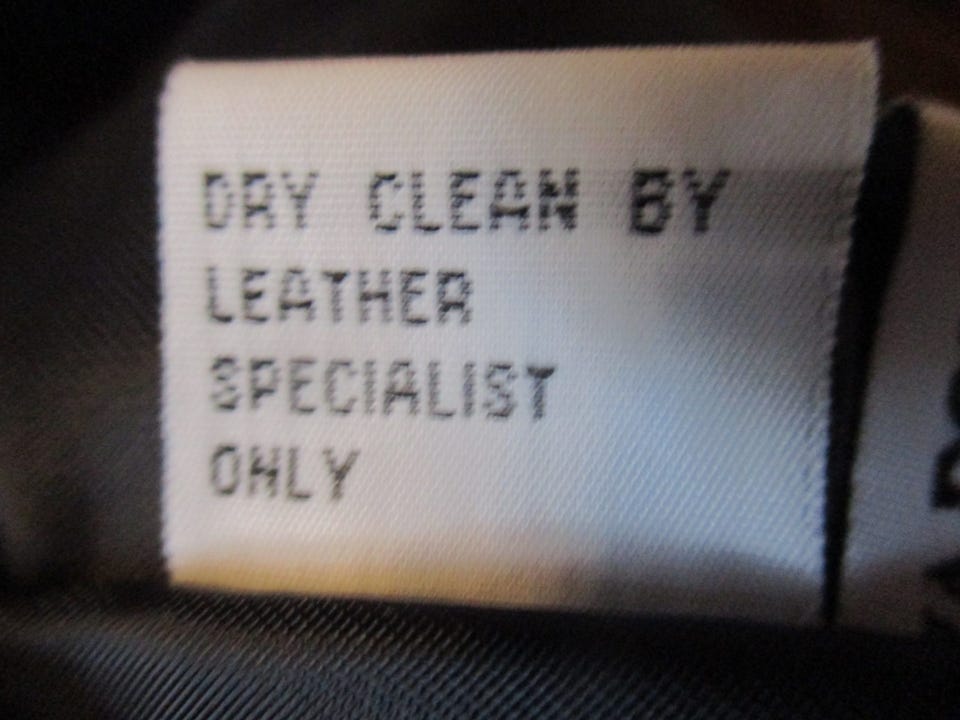 DRY CLEAN BY
LEATHER
SPECIALIST
ONLY